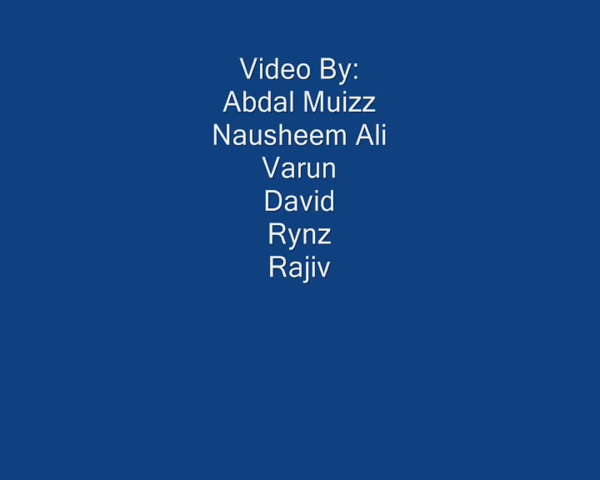 Video By:
Abdal Muizz
Nausheem Ali
Varun
David
Rynz
Rajiv